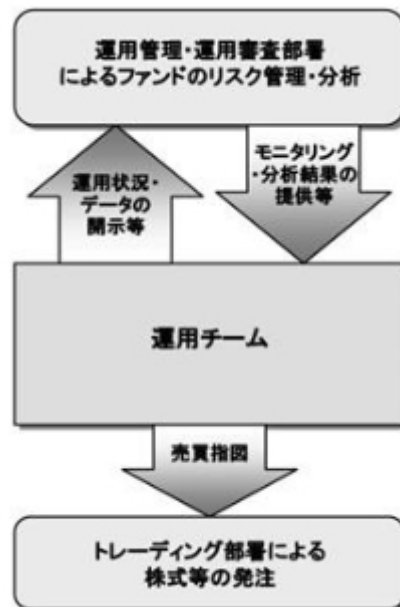 運用管理・運用審査部署
によるファンドのリスク管理・分析
運用状況・
データの
開示等
モニタリング
・分析結果の
提供等
運用チーム
売買指図
トレーディング部署による
株式等の発注